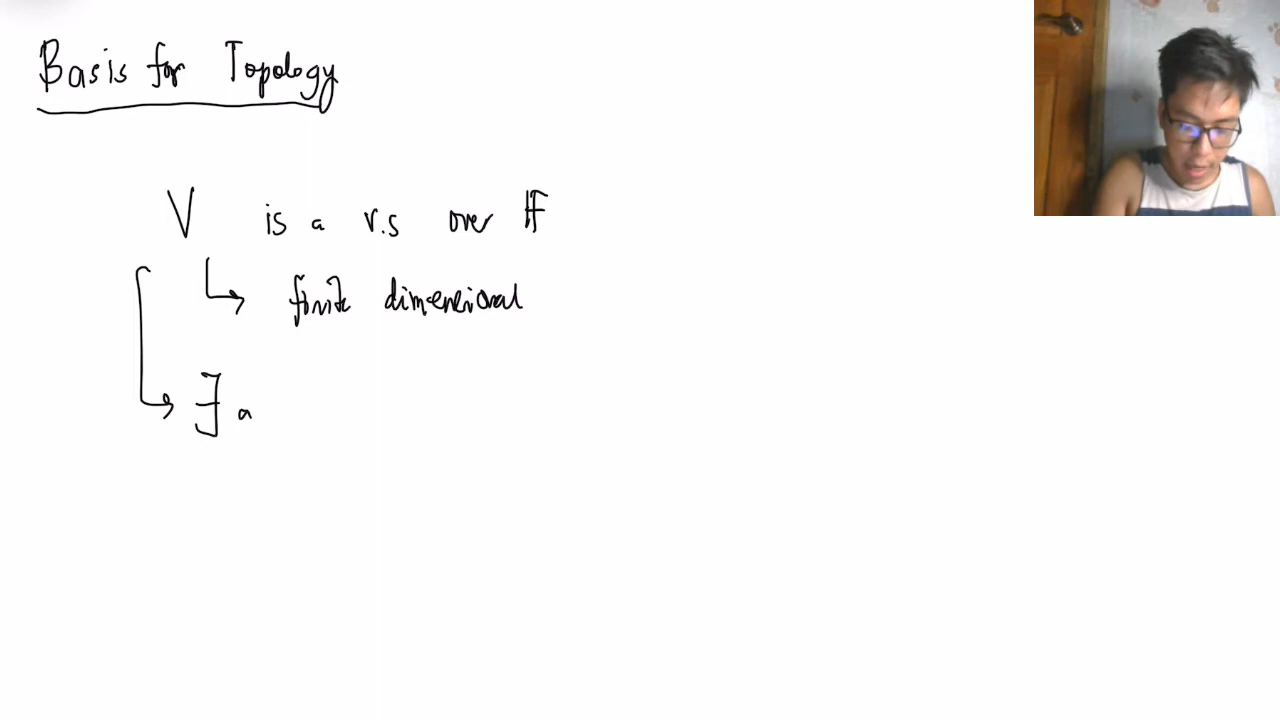 Basis for Topology
V is a v.s over 𝔽
↳ finite dimensional
↳ ∃ a